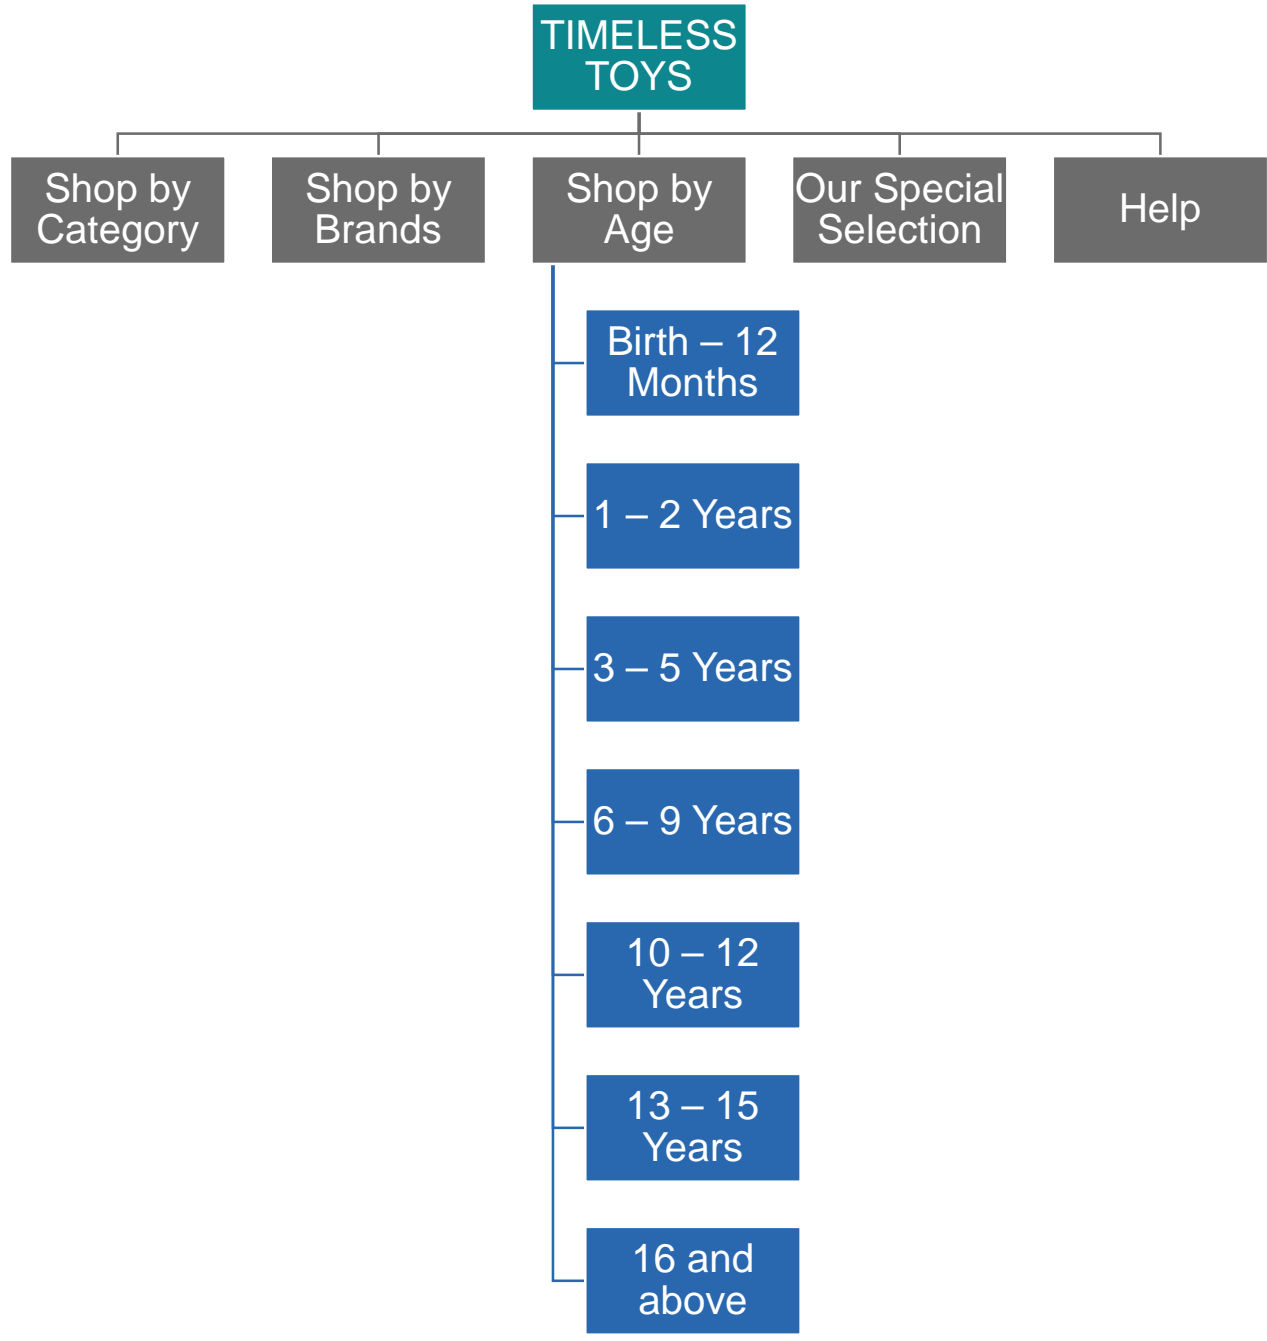 TIMELESS
TOYS
Shop by
Category
Shop by
Brands
Shop by
Age
Our Special
Selection
Help
Birth – 12
Months
1 – 2 Years
3 – 5 Years
6 – 9 Years
10 – 12
Years
13 – 15
Years
16 and
above